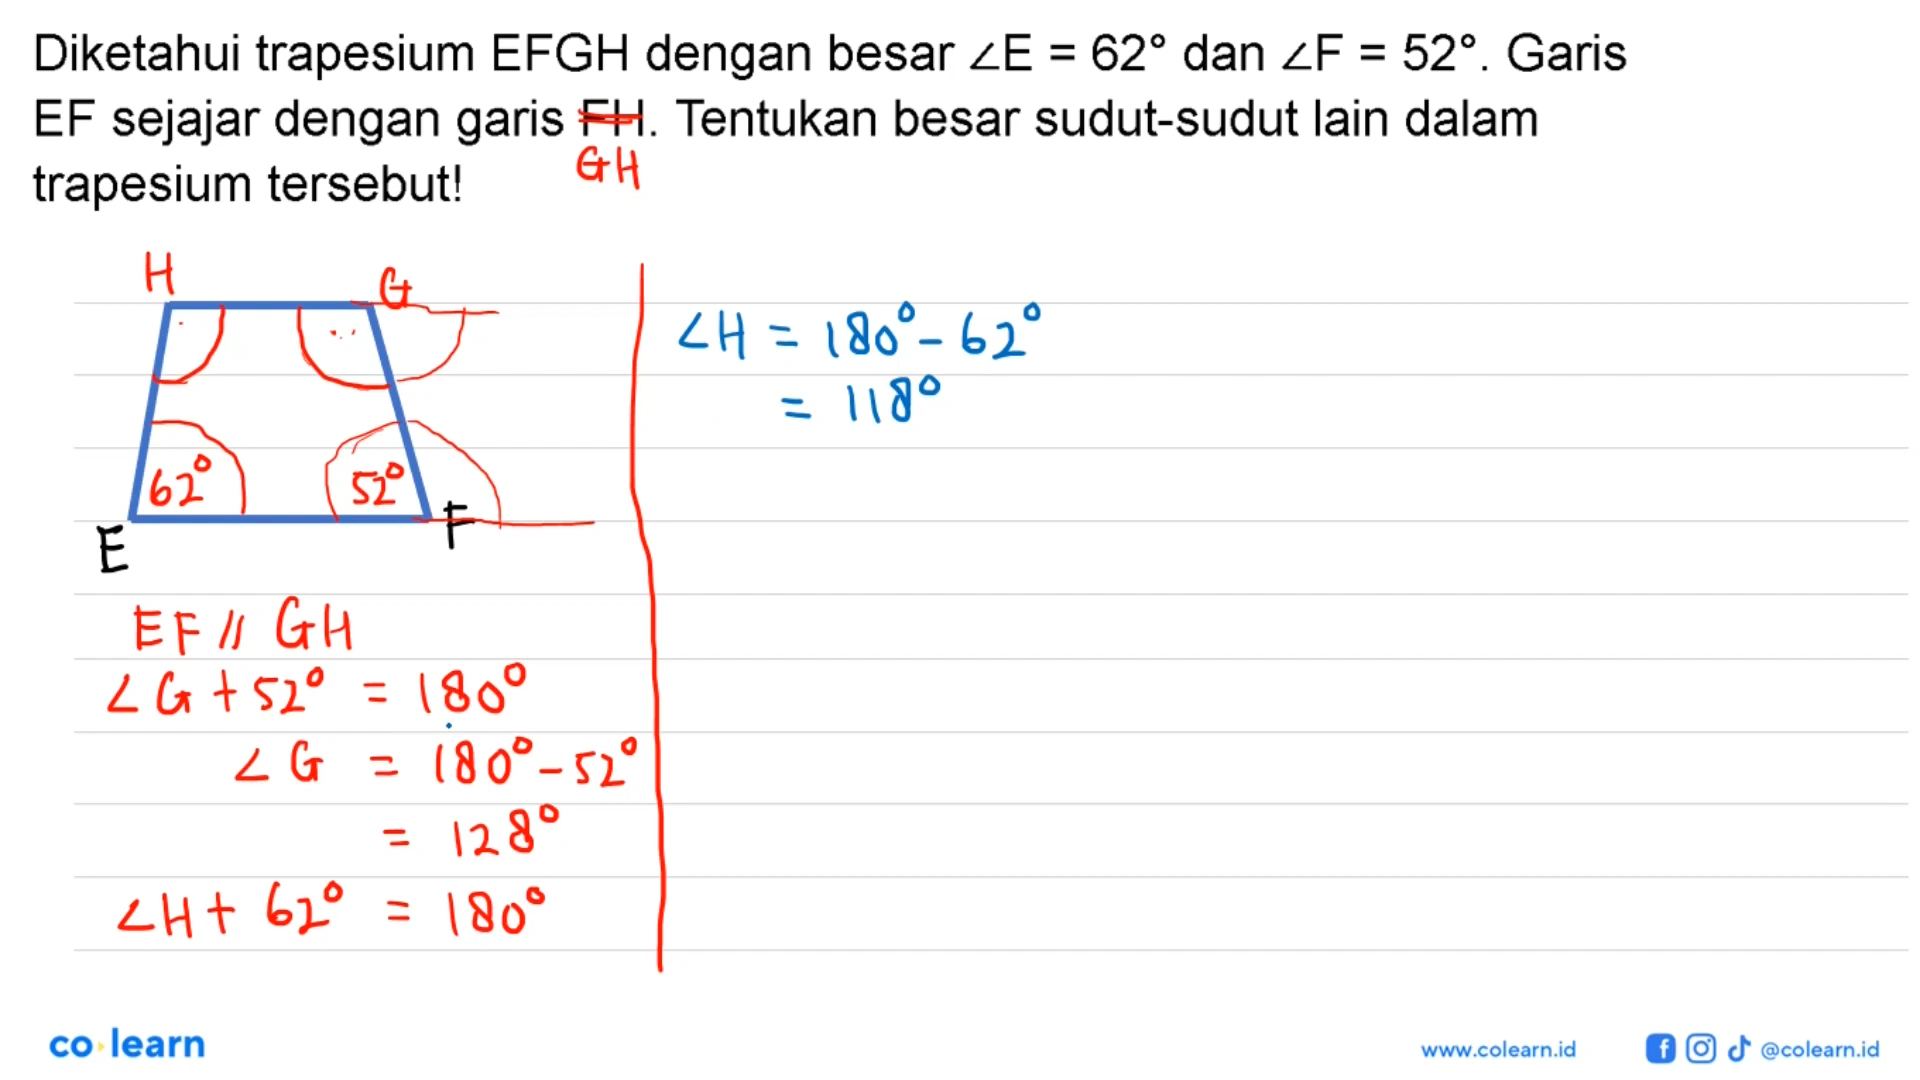 Diketahui trapesium EFGH dengan besar ∠E = 62° dan ∠F = 52°. Garis
EF sejajar dengan garis FH. Tentukan besar sudut-sudut lain dalam
GH
trapesium tersebut!
H
G
62°
52°
E
F
EF // GH
∠G + 52° = 180°
∠G = 180° - 52°
= 128°
∠H + 62° = 180°
∠H = 180° - 62°
= 118°
co learn
www.colearn.id
@colearn.id